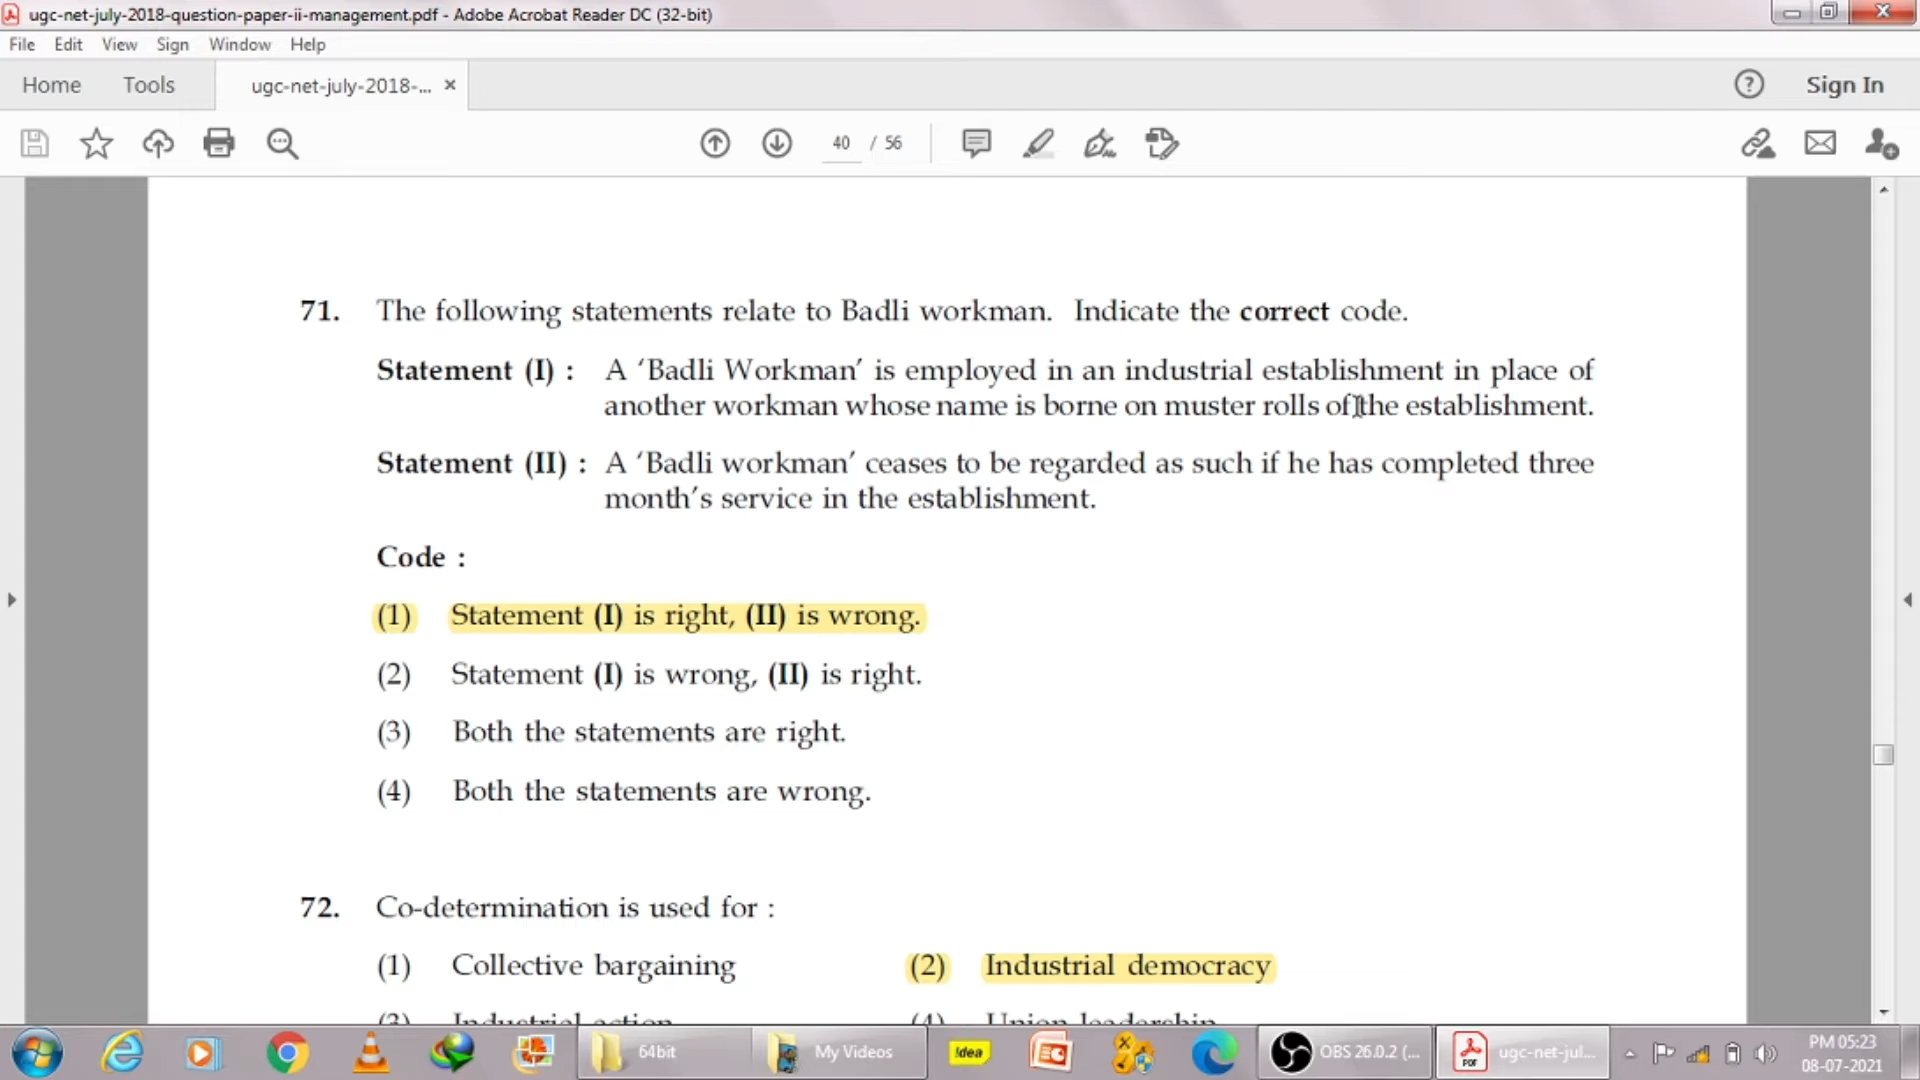 ugc-net-july-2018-question-paper-ii-management.pdf - Adobe Acrobat Reader DC (32-bit)
File Edit View Sign Window Help
Home Tools ugc-net-july-2018-... × Sign In
40 / 56
71. The following statements relate to Badli workman. Indicate the correct code.
Statement (I) : A ‘Badli Workman’ is employed in an industrial establishment in place of
another workman whose name is borne on muster rolls of the establishment.
Statement (II) : A ‘Badli workman’ ceases to be regarded as such if he has completed three
month’s service in the establishment.
Code :
(1) Statement (I) is right, (II) is wrong.
(2) Statement (I) is wrong, (II) is right.
(3) Both the statements are right.
(4) Both the statements are wrong.
72. Co-determination is used for :
(1) Collective bargaining (2) Industrial democracy
(3) Industrial action (4) Union leadership
64bit My Videos !dea OBS 26.0.2 (... ugc-net-jul... PM 05:23
08-07-2021